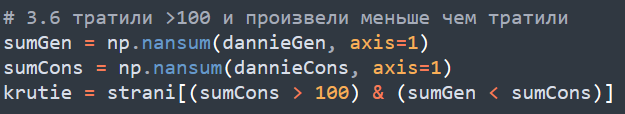 # 3.6 тратили >100 и произвели меньше чем тратили
sumGen = np.nansum(dannieGen, axis=1)
sumCons = np.nansum(dannieCons, axis=1)
krutie = strani[(sumCons > 100) & (sumGen < sumCons)]